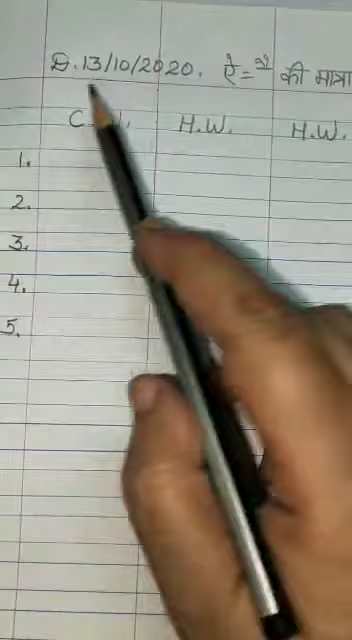 D. 13/10/2020. ऐ = ै की मात्रा
H.W. H.W.
1.
2.
3.
4.
5.